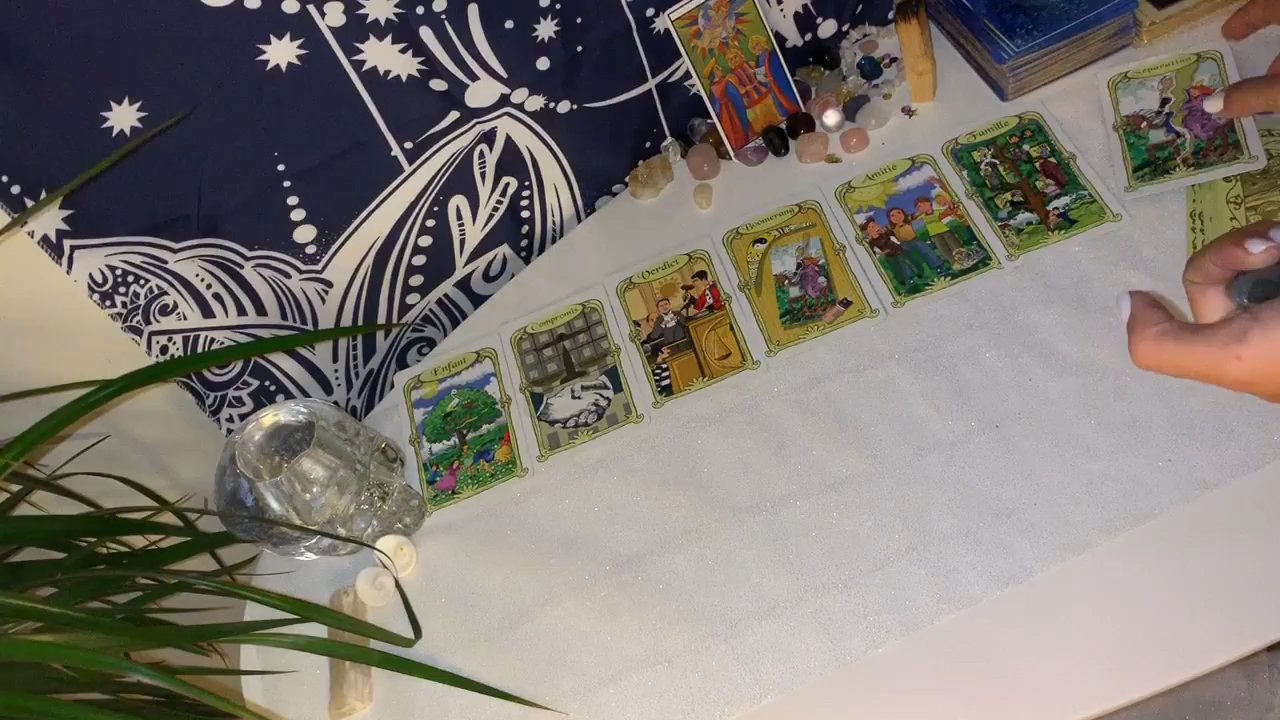 Enfant
Compromis
Verdict
Boomerang
Amitié
Famille
Séparation